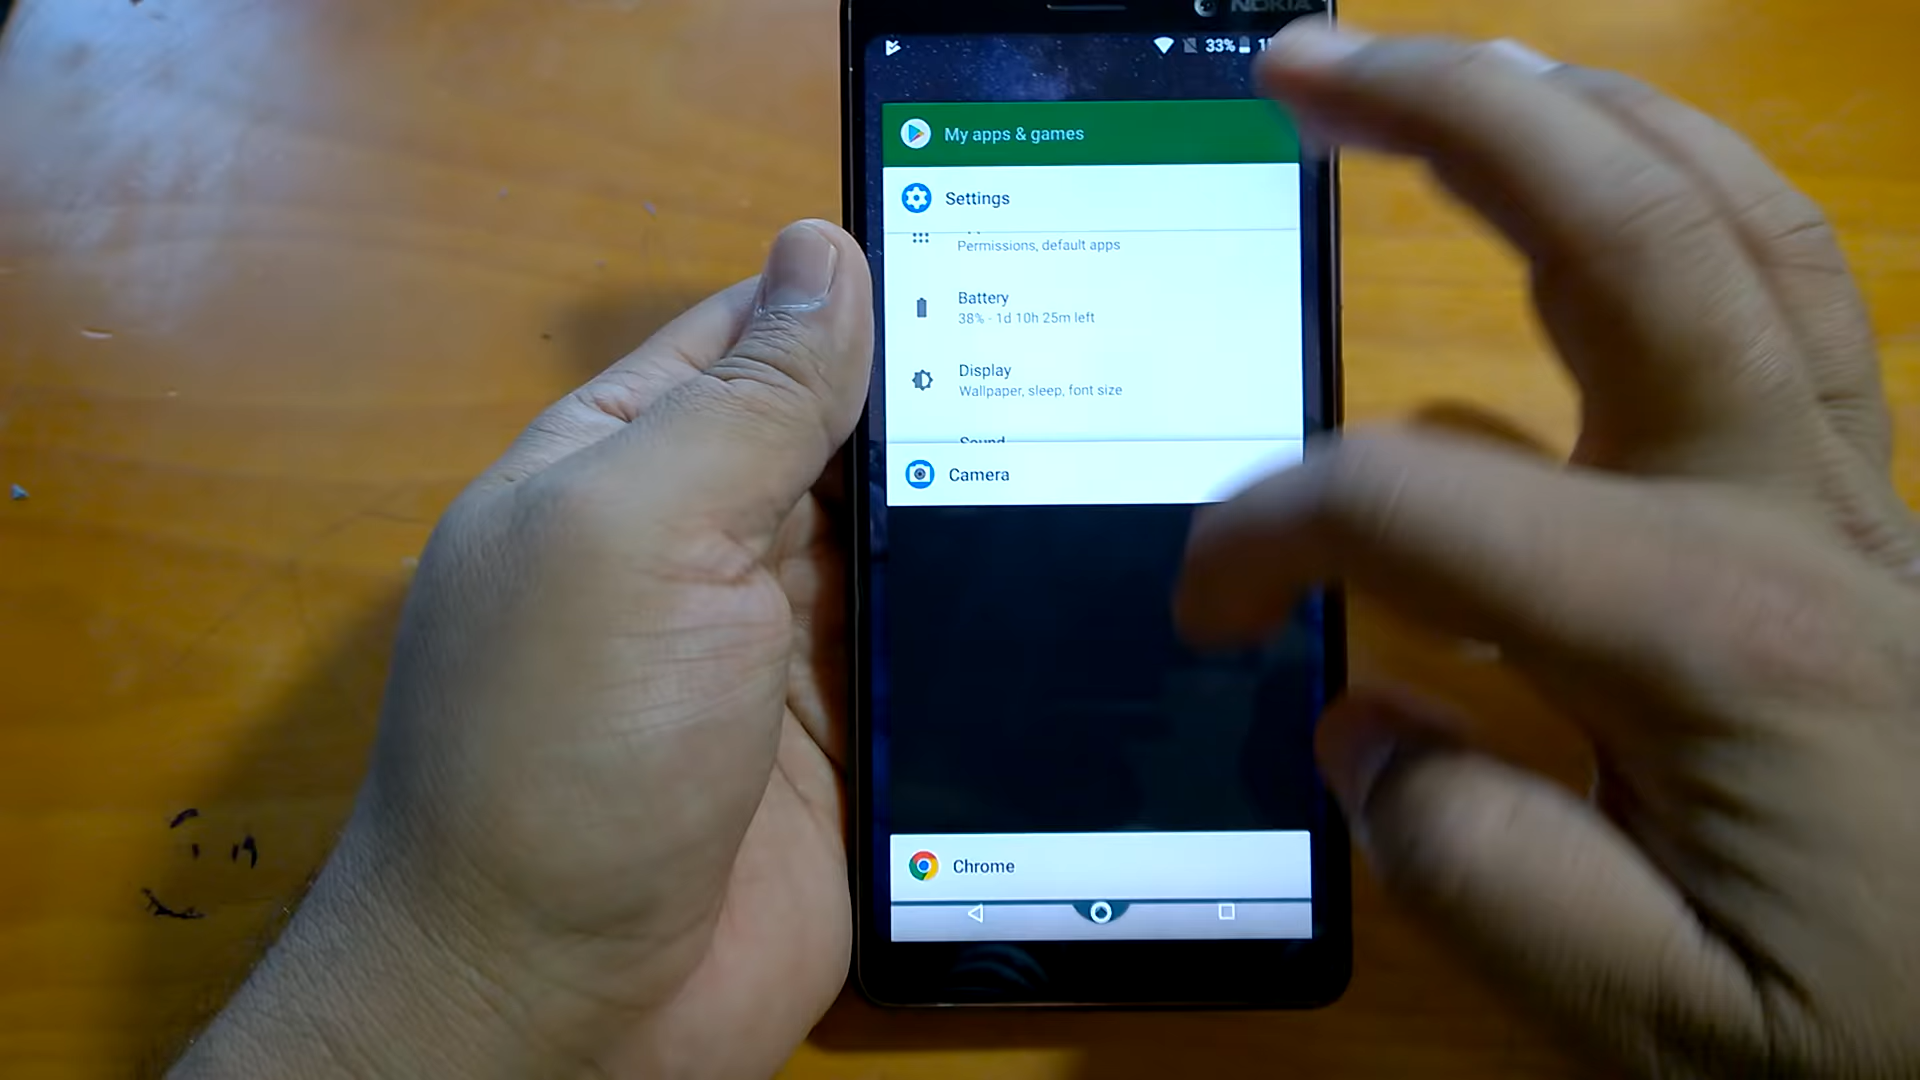 NOKIA
33%
My apps & games
Settings
Permissions, default apps
Battery
38% - 1d 10h 25m left
Display
Wallpaper, sleep, font size
Sound
Camera
Chrome